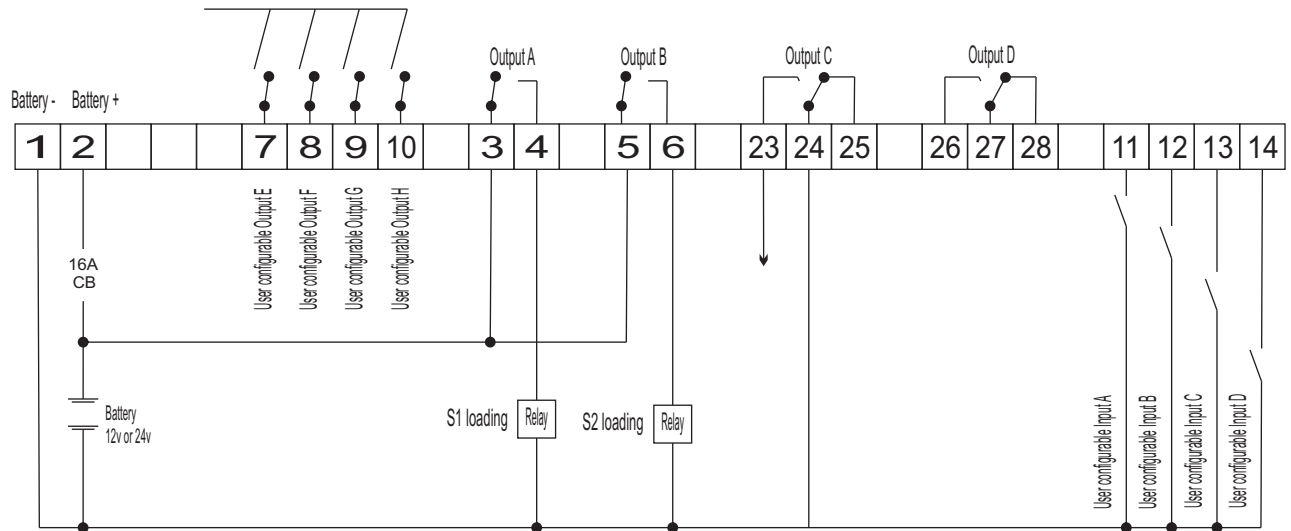 Output A
Output B
Output C
Output D
Battery -
Battery +
1
2
7
8
9
10
3
4
5
6
23
24
25
26
27
28
11
12
13
14
User configurable Output E
User configurable Output F
User configurable Output G
User configurable Output H
16A
CB
Battery
12v or 24v
S1 loading
Relay
S2 loading
Relay
User configurable Input A
User configurable Input B
User configurable Input C
User configurable Input D